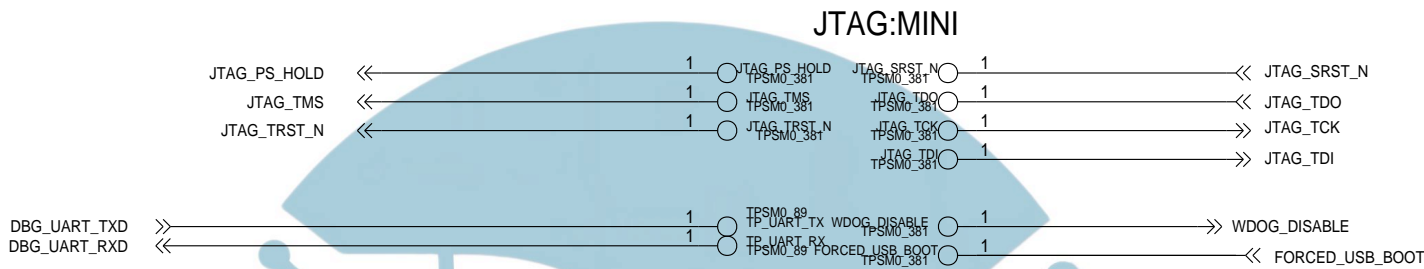 JTAG:MINI
JTAG_PS_HOLD 1 JTAG_PS_HOLD JTAG_SRST_N 1 JTAG_SRST_N
TPSM0_381 TPSM0_381
JTAG_TMS 1 JTAG_TMS JTAG_TDO 1 JTAG_TDO
TPSM0_381 TPSM0_381
JTAG_TRST_N 1 JTAG_TRST_N JTAG_TCK 1 JTAG_TCK
TPSM0_381 TPSM0_381
JTAG_TDI 1 JTAG_TDI
TPSM0_381
TPSM0_89
DBG_UART_TXD 1 TP_UART_TX WDOG_DISABLE 1 WDOG_DISABLE
TPSM0_381
DBG_UART_RXD 1 TP_UART_RX
TPSM0_89 FORCED_USB_BOOT 1 FORCED_USB_BOOT
TPSM0_381